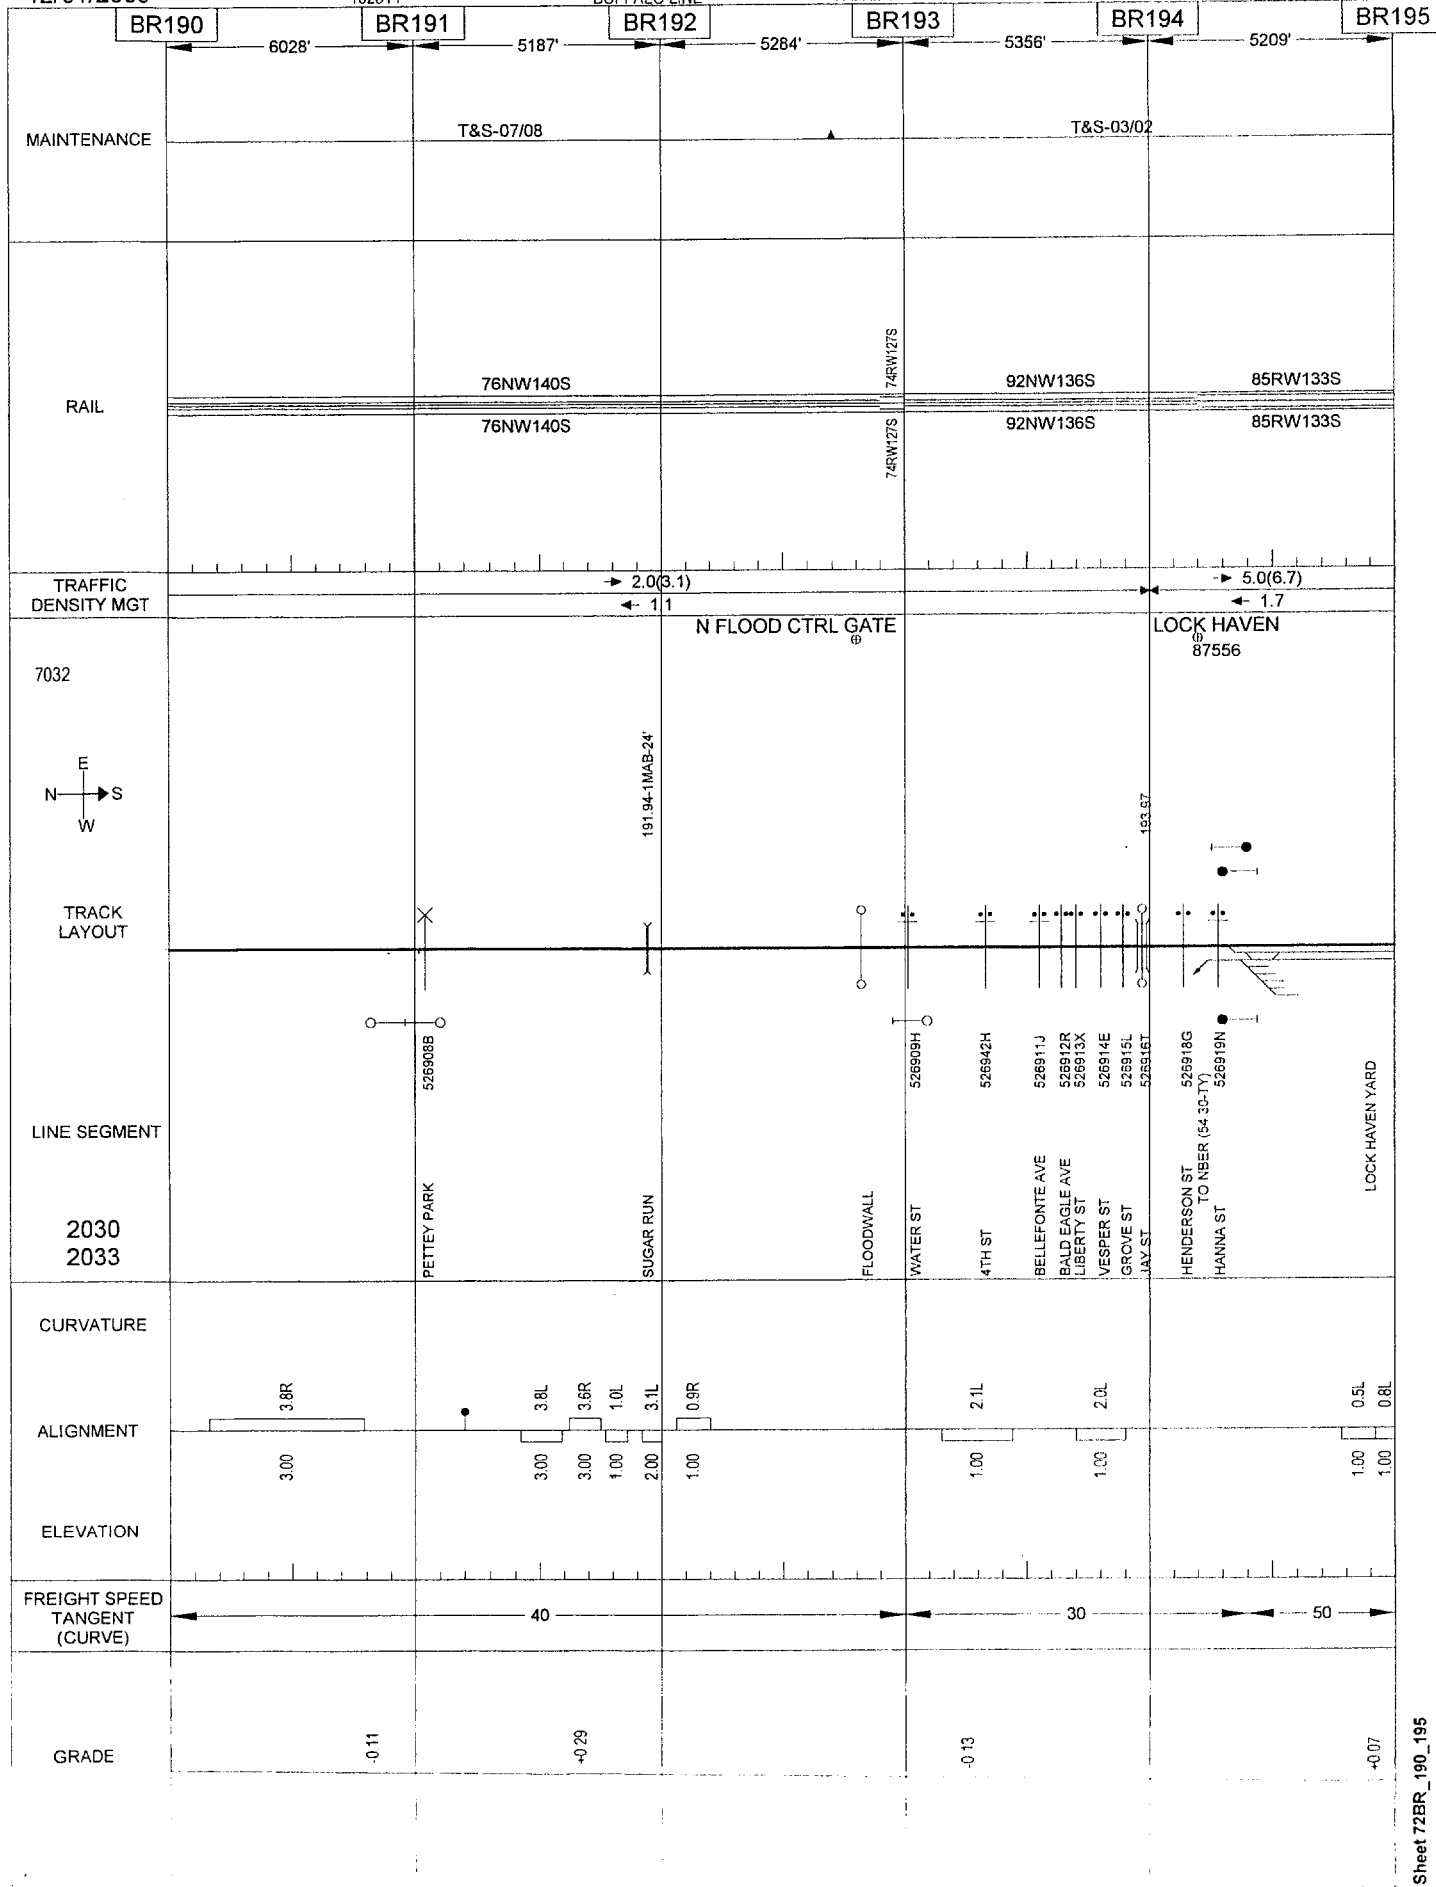 BR190 BR191 BR192 BR193 BR194 BR195
6028' 5187' 5284' 5356' 5209'
MAINTENANCE
T&S-07/08 T&S-03/02
RAIL
76NW140S 74RW127S 92NW136S 85RW133S
76NW140S 74RW127S 92NW136S 85RW133S
TRAFFIC
DENSITY MGT
2.0(3.1) 5.0(6.7)
1.1 1.7
N FLOOD CTRL GATE LOCK HAVEN
87556
7032
E
N S
W
191.94-1MAB-24'
193.97
TRACK
LAYOUT
526908B
526909H
526942H
526911J
526912R
526913X
526914E
526915L
526916T
526918G
526919N
LINE SEGMENT
2030
2033
PETTEY PARK
SUGAR RUN
FLOODWALL
WATER ST
4TH ST
BELLEFONTE AVE
BALD EAGLE AVE
LIBERTY ST
VESPER ST
GROVE ST
JAY ST
HENDERSON ST
TO NBER (54.30-TY)
HANNA ST
LOCK HAVEN YARD
CURVATURE
3.8R 3.8L 3.6R 1.0L 3.1L 0.9R 2.1L 2.0L 0.5L 0.8L
ALIGNMENT
3.00 3.00 3.00 1.00 2.00 1.00 1.00 1.00 1.00 1.00
ELEVATION
FREIGHT SPEED
TANGENT
(CURVE)
40 30 50
GRADE
-0.11 +0.29 -0.13 +0.07
Sheet 72BR_190_195